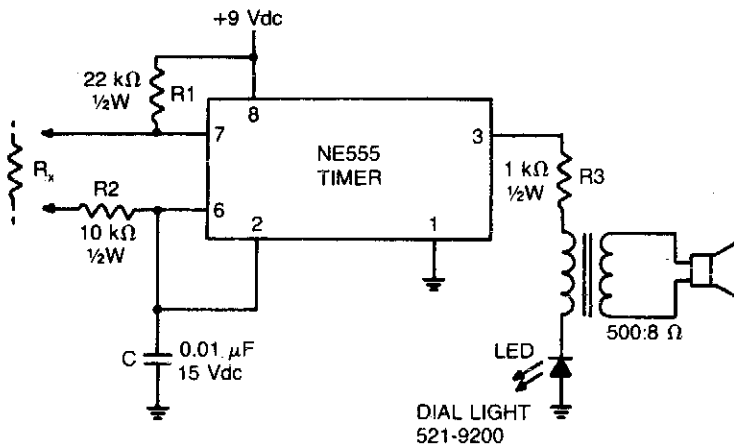 +9 Vdc
22 kΩ
½W
R1
8
7
NE555
TIMER
3
Rx
R2
10 kΩ
½W
6
2
1
1 kΩ
½W
R3
C
0.01 µF
15 Vdc
500:8 Ω
LED
DIAL LIGHT
521-9200